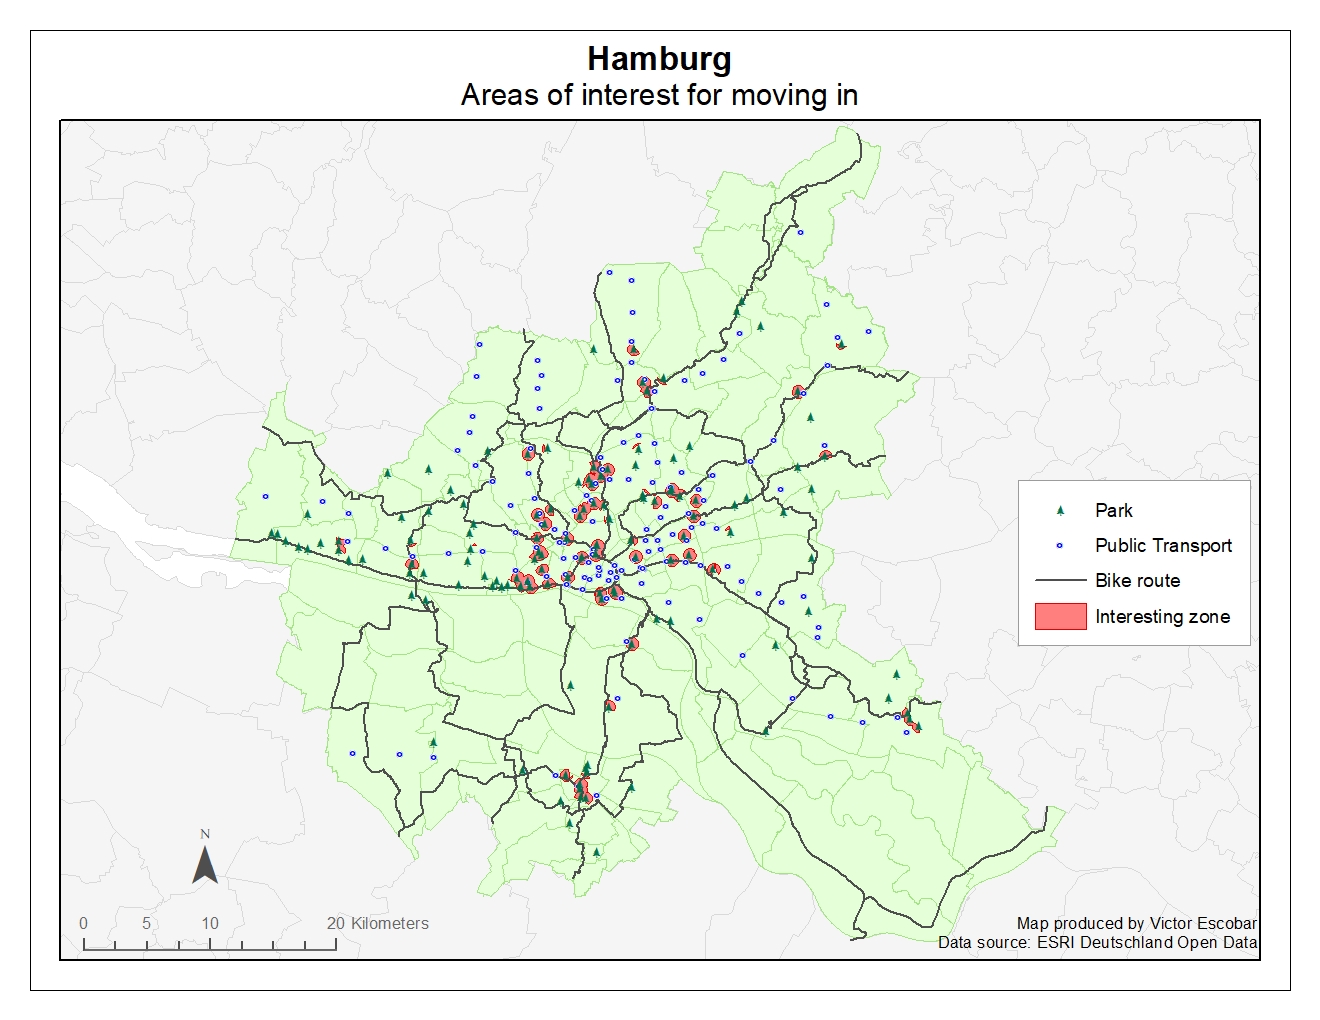 Hamburg
Areas of interest for moving in
Park
Public Transport
Bike route
Interesting zone
N
0 5 10 20 Kilometers
Map produced by Victor Escobar
Data source: ESRI Deutschland Open Data